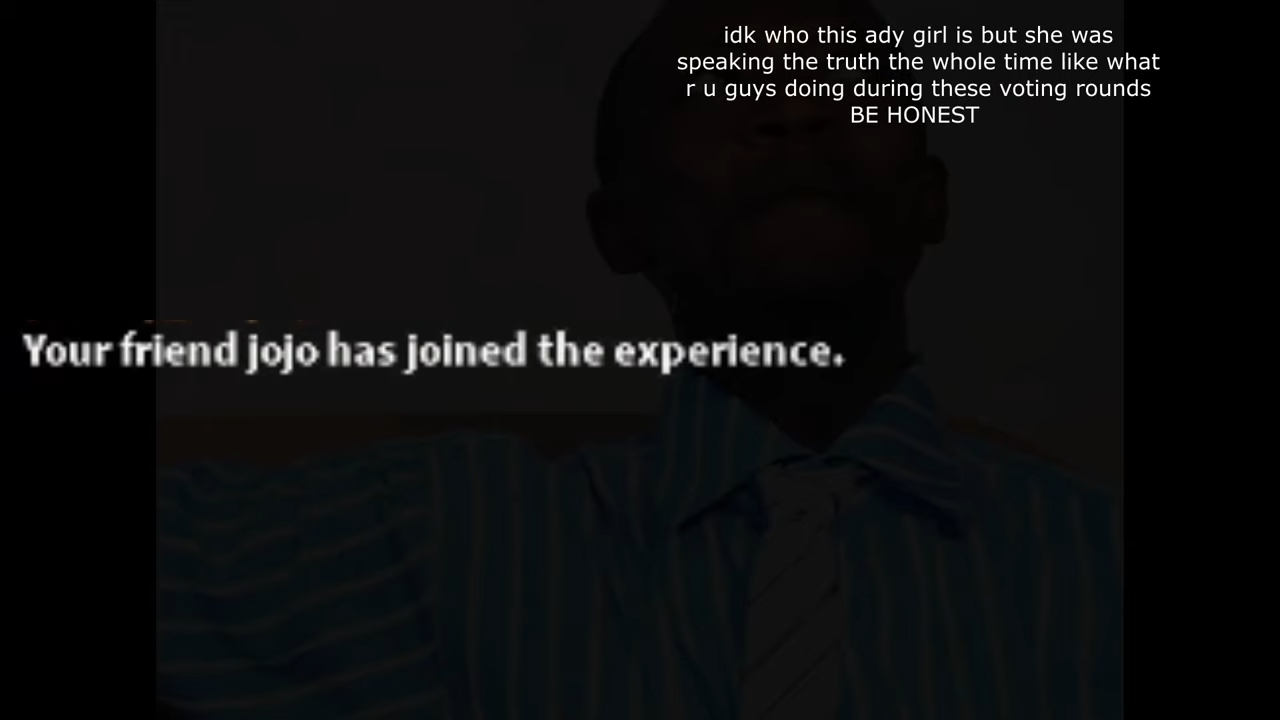 idk who this ady girl is but she was
speaking the truth the whole time like what
r u guys doing during these voting rounds
BE HONEST
Your friend jojo has joined the experience.